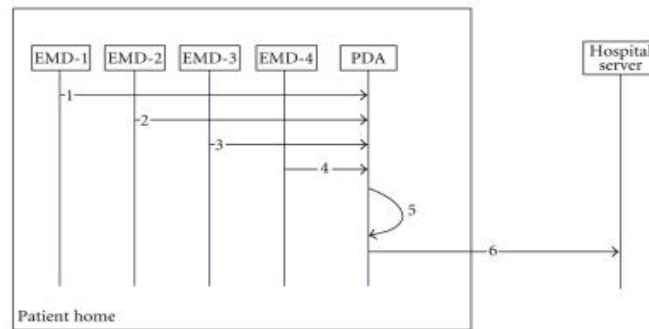 EMD-1
EMD-2
EMD-3
EMD-4
PDA
Hospital
server
1
2
3
4
5
6
Patient home